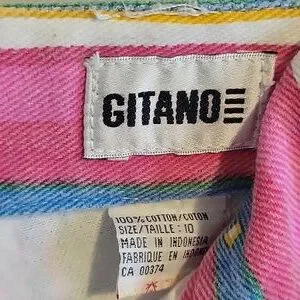 GITANO
100% COTTON/COTON
SIZE/TAILLE: 10
MADE IN INDONESIA
FABRIQUE EN
CA 00374